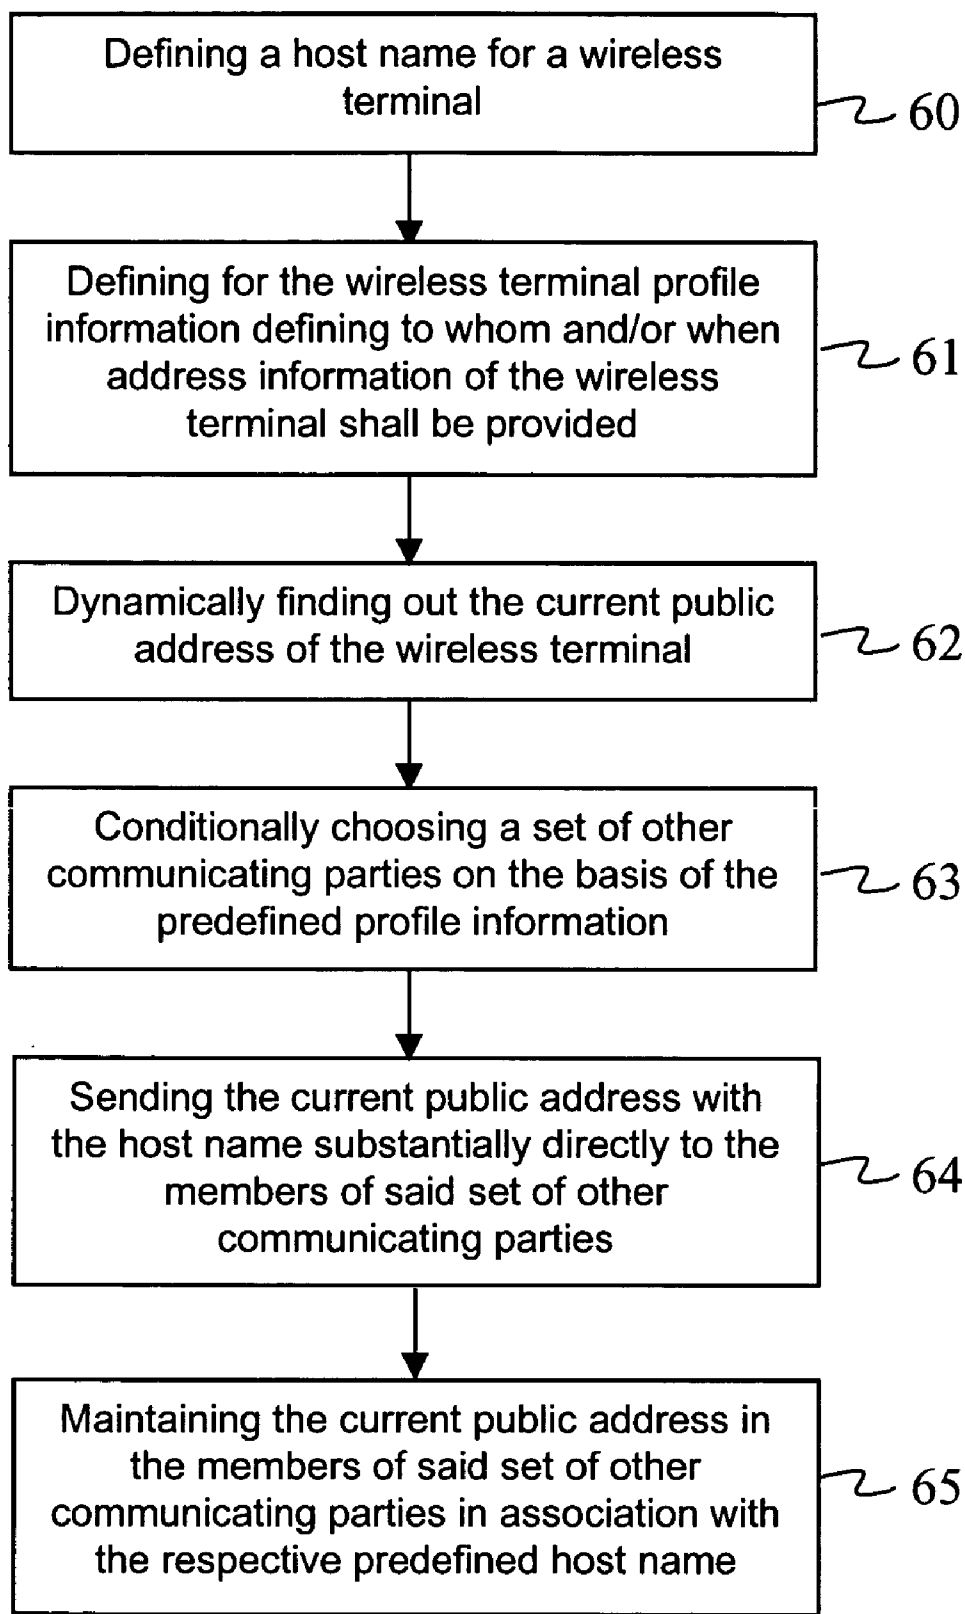 Defining a host name for a wireless
terminal
60
Defining for the wireless terminal profile
information defining to whom and/or when
address information of the wireless
terminal shall be provided
61
Dynamically finding out the current public
address of the wireless terminal
62
Conditionally choosing a set of other
communicating parties on the basis of the
predefined profile information
63
Sending the current public address with
the host name substantially directly to the
members of said set of other
communicating parties
64
Maintaining the current public address in
the members of said set of other
communicating parties in association with
the respective predefined host name
65